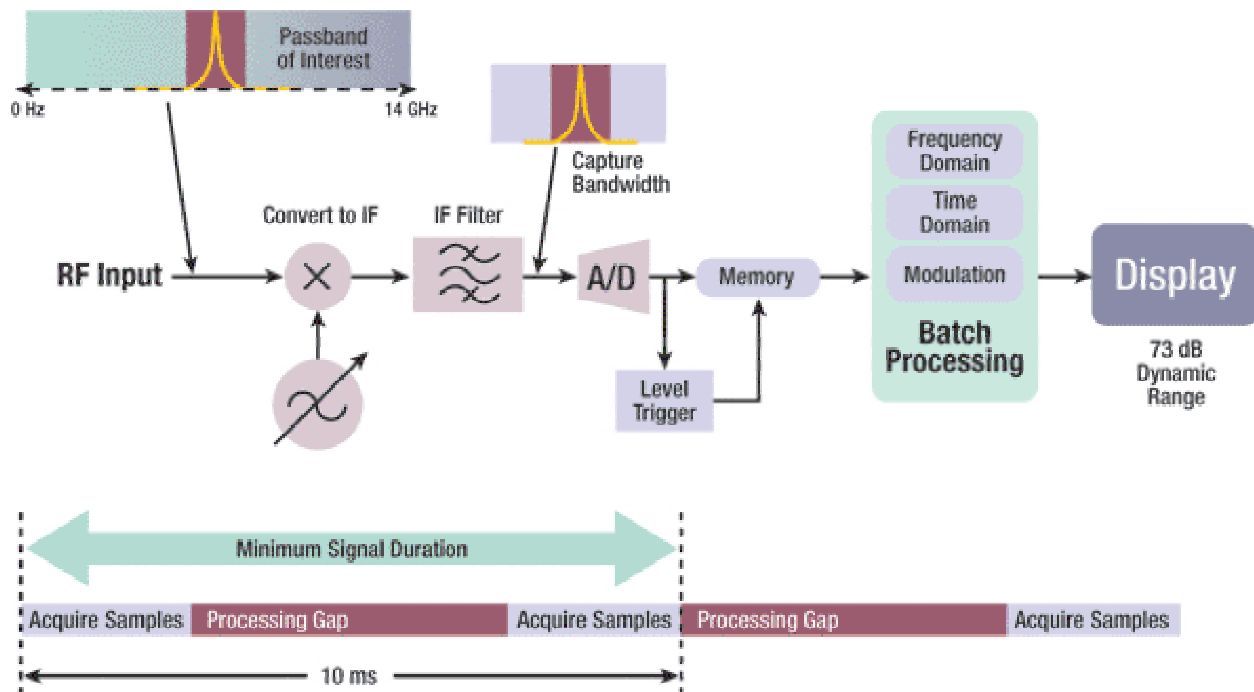 Passband
of Interest
0 Hz
14 GHz
Capture
Bandwidth
Convert to IF
IF Filter
RF Input
A/D
Memory
Level
Trigger
Frequency
Domain
Time
Domain
Modulation
Batch
Processing
Display
73 dB
Dynamic
Range
Minimum Signal Duration
Acquire Samples
Processing Gap
Acquire Samples
Processing Gap
Acquire Samples
10 ms